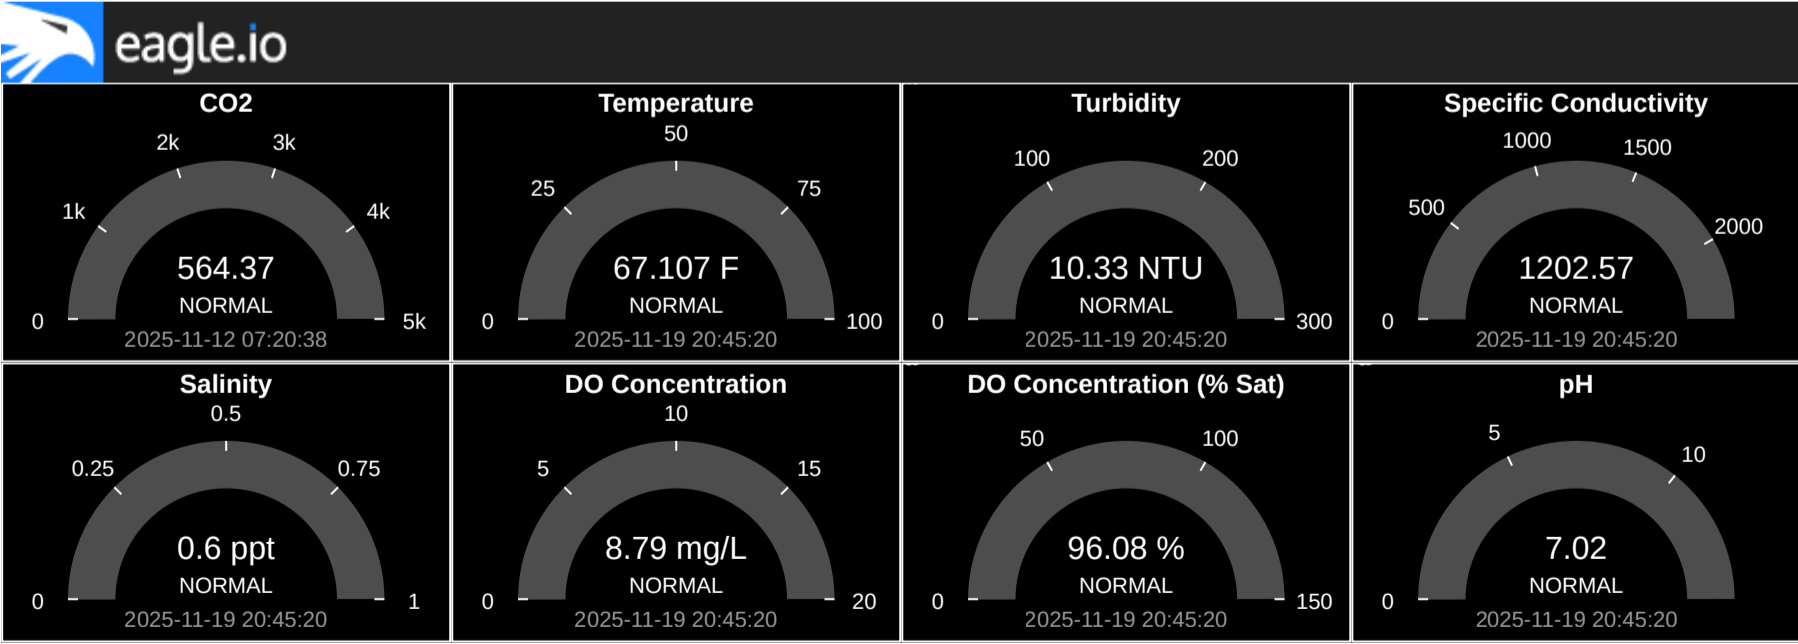 eagle.io
CO2
0
1k
2k
3k
4k
5k
564.37
NORMAL
2025-11-12 07:20:38
Temperature
0
25
50
75
100
67.107 F
NORMAL
2025-11-19 20:45:20
Turbidity
0
100
200
300
10.33 NTU
NORMAL
2025-11-19 20:45:20
Specific Conductivity
0
500
1000
1500
2000
1202.57
NORMAL
2025-11-19 20:45:20
Salinity
0
0.25
0.5
0.75
1
0.6 ppt
NORMAL
2025-11-19 20:45:20
DO Concentration
0
5
10
15
20
8.79 mg/L
NORMAL
2025-11-19 20:45:20
DO Concentration (% Sat)
0
50
100
150
96.08 %
NORMAL
2025-11-19 20:45:20
pH
0
5
10
7.02
NORMAL
2025-11-19 20:45:20